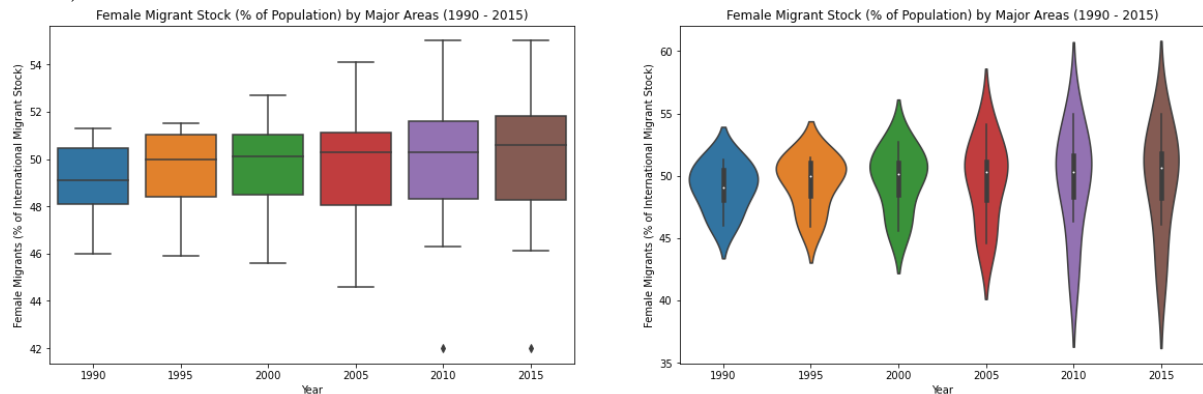 Female Migrant Stock (% of Population) by Major Areas (1990 - 2015)
Female Migrants (% of International Migrant Stock)
54
52
50
48
46
44
42
1990 1995 2000 2005 2010 2015
Year
Female Migrant Stock (% of Population) by Major Areas (1990 - 2015)
Female Migrants (% of International Migrant Stock)
60
55
50
45
40
35
1990 1995 2000 2005 2010 2015
Year